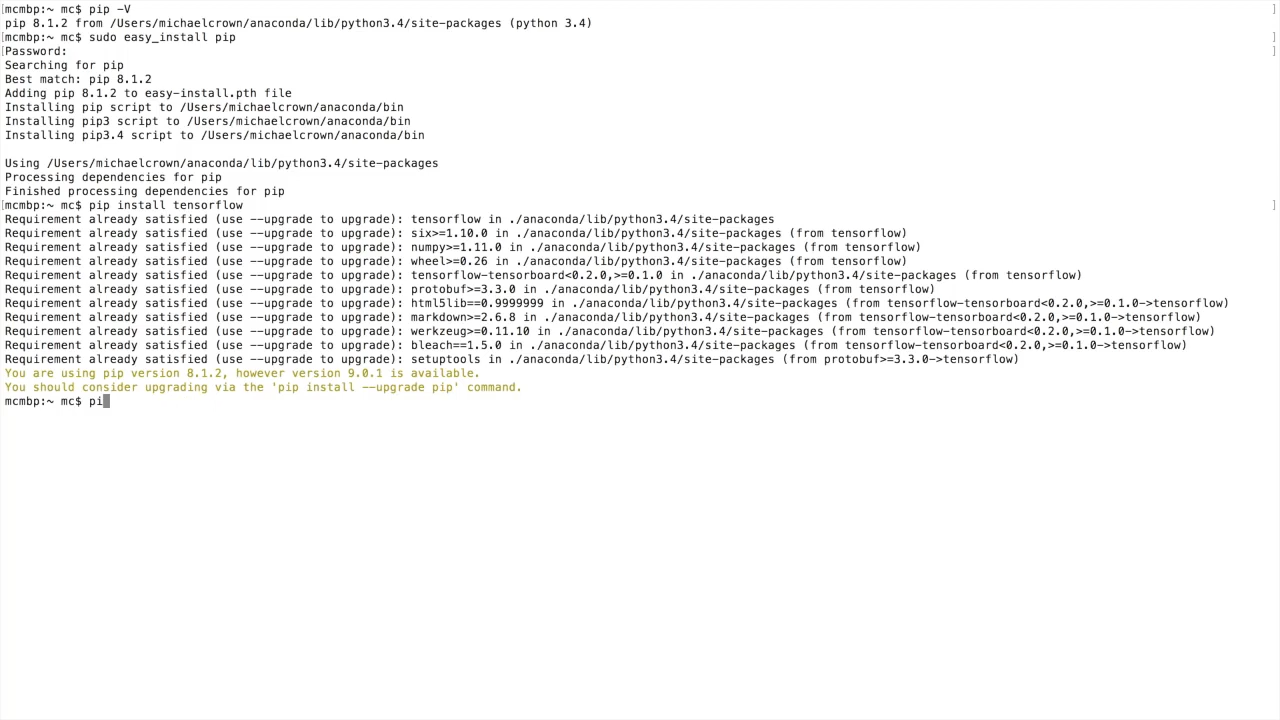 [mcmbp:~ mc$ pip -V ]
pip 8.1.2 from /Users/michaelcrown/anaconda/lib/python3.4/site-packages (python 3.4)
[mcmbp:~ mc$ sudo easy_install pip ]
[Password: ]
Searching for pip
Best match: pip 8.1.2
Adding pip 8.1.2 to easy-install.pth file
Installing pip script to /Users/michaelcrown/anaconda/bin
Installing pip3 script to /Users/michaelcrown/anaconda/bin
Installing pip3.4 script to /Users/michaelcrown/anaconda/bin
Using /Users/michaelcrown/anaconda/lib/python3.4/site-packages
Processing dependencies for pip
Finished processing dependencies for pip
[mcmbp:~ mc$ pip install tensorflow ]
Requirement already satisfied (use --upgrade to upgrade): tensorflow in ./anaconda/lib/python3.4/site-packages
Requirement already satisfied (use --upgrade to upgrade): six>=1.10.0 in ./anaconda/lib/python3.4/site-packages (from tensorflow)
Requirement already satisfied (use --upgrade to upgrade): numpy>=1.11.0 in ./anaconda/lib/python3.4/site-packages (from tensorflow)
Requirement already satisfied (use --upgrade to upgrade): wheel>=0.26 in ./anaconda/lib/python3.4/site-packages (from tensorflow)
Requirement already satisfied (use --upgrade to upgrade): tensorflow-tensorboard<0.2.0,>=0.1.0 in ./anaconda/lib/python3.4/site-packages (from tensorflow)
Requirement already satisfied (use --upgrade to upgrade): protobuf>=3.3.0 in ./anaconda/lib/python3.4/site-packages (from tensorflow)
Requirement already satisfied (use --upgrade to upgrade): html5lib==0.9999999 in ./anaconda/lib/python3.4/site-packages (from tensorflow-tensorboard<0.2.0,>=0.1.0->tensorflow)
Requirement already satisfied (use --upgrade to upgrade): markdown>=2.6.8 in ./anaconda/lib/python3.4/site-packages (from tensorflow-tensorboard<0.2.0,>=0.1.0->tensorflow)
Requirement already satisfied (use --upgrade to upgrade): werkzeug>=0.11.10 in ./anaconda/lib/python3.4/site-packages (from tensorflow-tensorboard<0.2.0,>=0.1.0->tensorflow)
Requirement already satisfied (use --upgrade to upgrade): bleach==1.5.0 in ./anaconda/lib/python3.4/site-packages (from tensorflow-tensorboard<0.2.0,>=0.1.0->tensorflow)
Requirement already satisfied (use --upgrade to upgrade): setuptools in ./anaconda/lib/python3.4/site-packages (from protobuf>=3.3.0->tensorflow)
You are using pip version 8.1.2, however version 9.0.1 is available.
You should consider upgrading via the 'pip install --upgrade pip' command.
mcmbp:~ mc$ pi